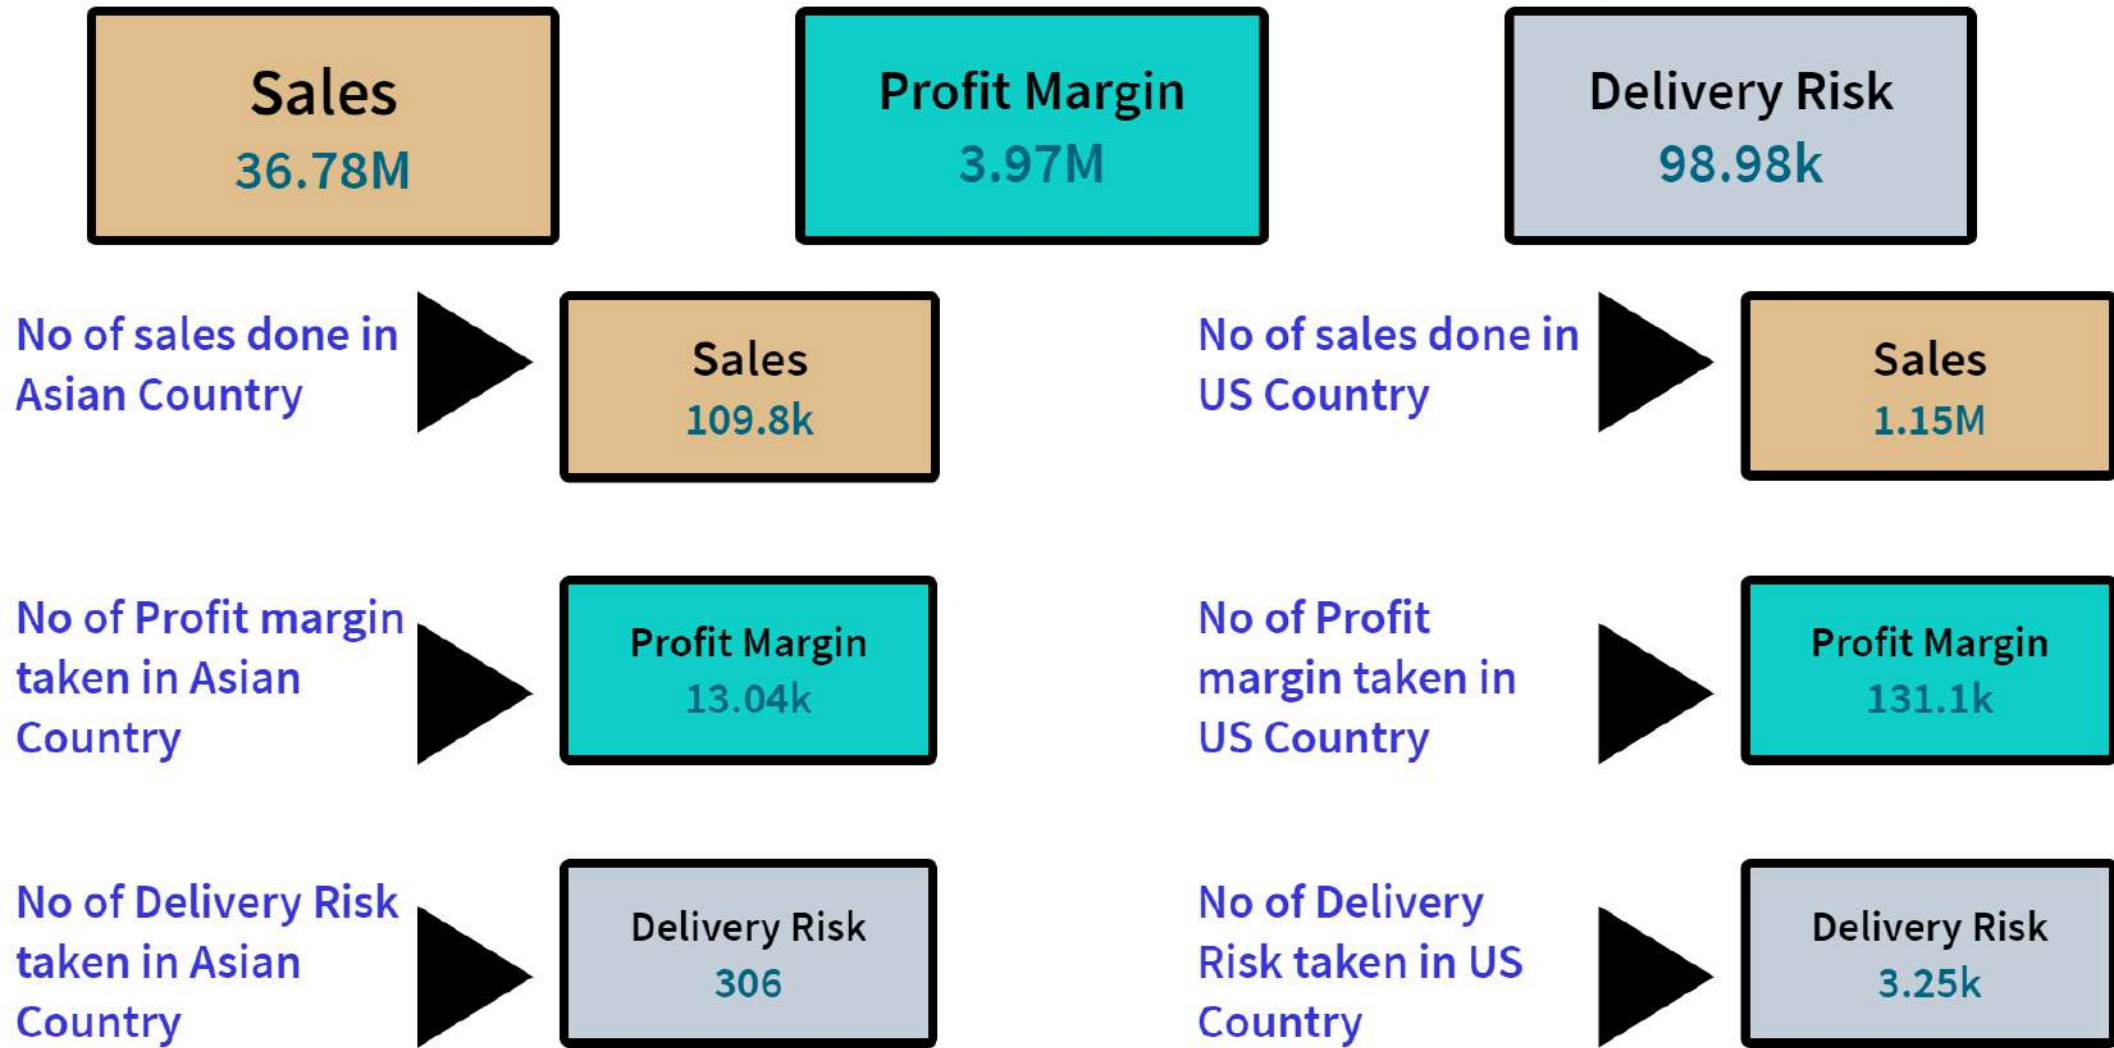 Sales
36.78M
Profit Margin
3.97M
Delivery Risk
98.98k
No of sales done in
Asian Country
Sales
109.8k
No of sales done in
US Country
Sales
1.15M
No of Profit margin
taken in Asian
Country
Profit Margin
13.04k
No of Profit
margin taken in
US Country
Profit Margin
131.1k
No of Delivery Risk
taken in Asian
Country
Delivery Risk
306
No of Delivery
Risk taken in US
Country
Delivery Risk
3.25k